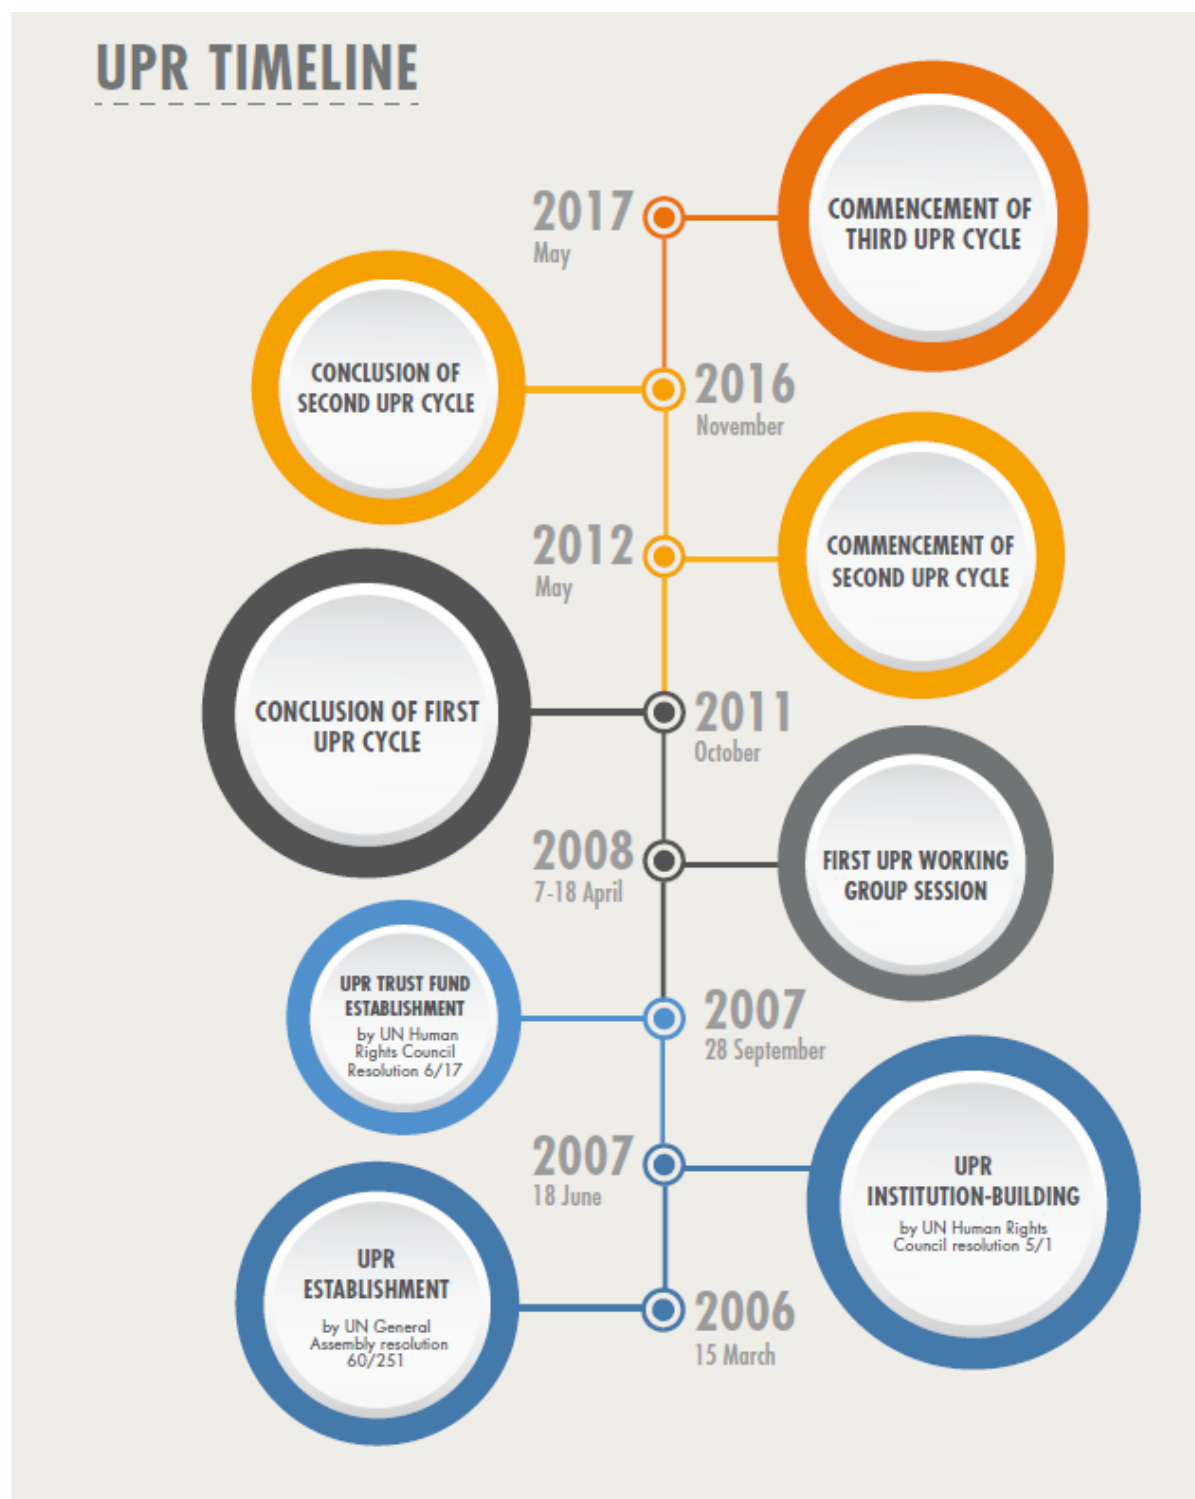 UPR TIMELINE
2017
May
COMMENCEMENT OF
THIRD UPR CYCLE
CONCLUSION OF
SECOND UPR CYCLE
2016
November
2012
May
COMMENCEMENT OF
SECOND UPR CYCLE
CONCLUSION OF FIRST
UPR CYCLE
2011
October
2008
7-18 April
FIRST UPR WORKING
GROUP SESSION
UPR TRUST FUND
ESTABLISHMENT
by UN Human
Rights Council
Resolution 6/17
2007
28 September
2007
18 June
UPR
INSTITUTION-BUILDING
by UN Human Rights
Council resolution 5/1
UPR
ESTABLISHMENT
by UN General
Assembly resolution
60/251
2006
15 March